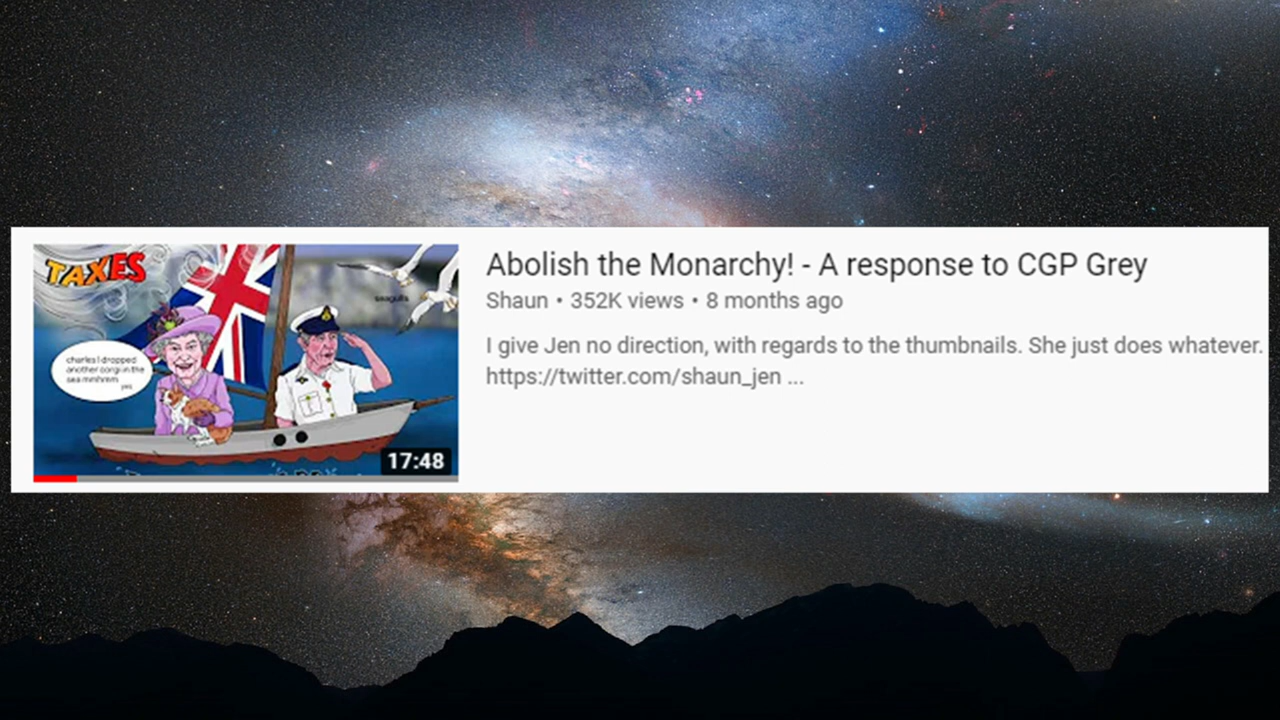 TAXES
seagulls
charles I dropped
another corgi in the
sea mmhmm
yes
17:48
Abolish the Monarchy! - A response to CGP Grey
Shaun • 352K views • 8 months ago
I give Jen no direction, with regards to the thumbnails. She just does whatever.
https://twitter.com/shaun_jen ...